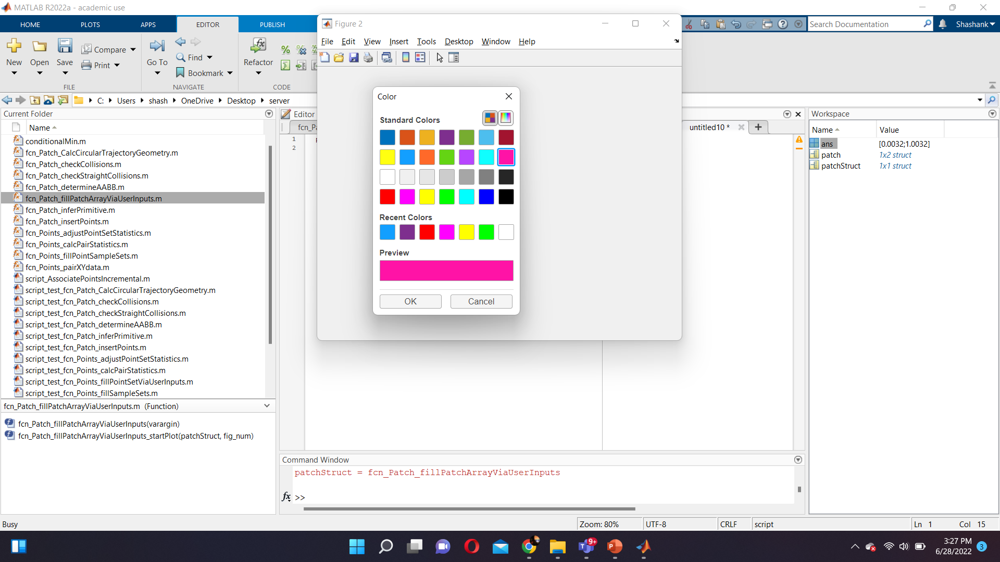 MATLAB R2022a - academic use
HOME
PLOTS
APPS
EDITOR
PUBLISH
Search Documentation
Shashank
New
Open
Save
Compare
Print
FILE
Go To
Find
Bookmark
NAVIGATE
Refactor
CODE
Figure 2
File Edit View Insert Tools Desktop Window Help
C: Users shash OneDrive Desktop server
Current Folder
Name
conditionalMin.m
fcn_Patch_CalcCircularTrajectoryGeometry.m
fcn_Patch_checkCollisions.m
fcn_Patch_checkStraightCollisions.m
fcn_Patch_determineAABB.m
fcn_Patch_fillPatchArrayViaUserInputs.m
fcn_Patch_inferPrimitive.m
fcn_Patch_insertPoints.m
fcn_Points_adjustPointSetStatistics.m
fcn_Points_calcPairStatistics.m
fcn_Points_fillPointSampleSets.m
fcn_Points_pairXYdata.m
script_AssociatePointsIncremental.m
script_test_fcn_Patch_CalcCircularTrajectoryGeometry.m
script_test_fcn_Patch_checkCollisions.m
script_test_fcn_Patch_checkStraightCollisions.m
script_test_fcn_Patch_determineAABB.m
script_test_fcn_Patch_inferPrimitive.m
script_test_fcn_Patch_insertPoints.m
script_test_fcn_Points_adjustPointSetStatistics.m
script_test_fcn_Points_calcPairStatistics.m
script_test_fcn_Points_fillPointSetViaUserInputs.m
script_test_fcn_Points_fillSampleSets.m
fcn_Patch_fillPatchArrayViaUserInputs.m (Function)
fcn_Patch_fillPatchArrayViaUserInputs(varargin)
fcn_Patch_fillPatchArrayViaUserInputs_startPlot(patchStruct, fig_num)
Editor
fcn_Pa
untitled10 *
1
2
Color
Standard Colors
Recent Colors
Preview
OK
Cancel
Workspace
Name Value
ans [0.0032;1.0032]
patch 1x2 struct
patchStruct 1x1 struct
Command Window
patchStruct = fcn_Patch_fillPatchArrayViaUserInputs
fx >>
Busy
Zoom: 80%
UTF-8
CRLF
script
Ln 1
Col 15
9+
3:27 PM
6/28/2022
3